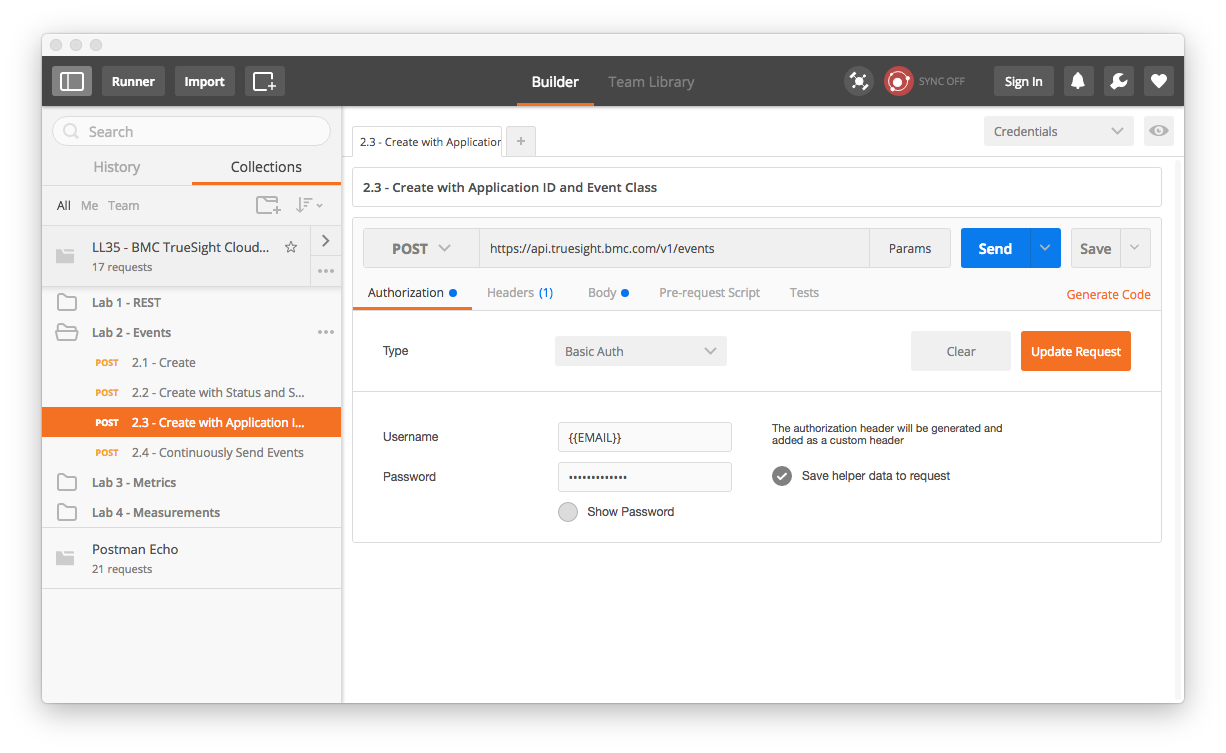 Runner
Import
Builder
Team Library
SYNC OFF
Sign In
Search
History
Collections
All
Me
Team
LL35 - BMC TrueSight Cloud...
17 requests
Lab 1 - REST
Lab 2 - Events
POST 2.1 - Create
POST 2.2 - Create with Status and S...
POST 2.3 - Create with Application I...
POST 2.4 - Continuously Send Events
Lab 3 - Metrics
Lab 4 - Measurements
Postman Echo
21 requests
2.3 - Create with Application
+
Credentials
2.3 - Create with Application ID and Event Class
POST
https://api.truesight.bmc.com/v1/events
Params
Send
Save
Authorization
Headers (1)
Body
Pre-request Script
Tests
Generate Code
Type
Basic Auth
Clear
Update Request
Username
{{EMAIL}}
The authorization header will be generated and
added as a custom header
Password
•••••••••••••
Save helper data to request
Show Password